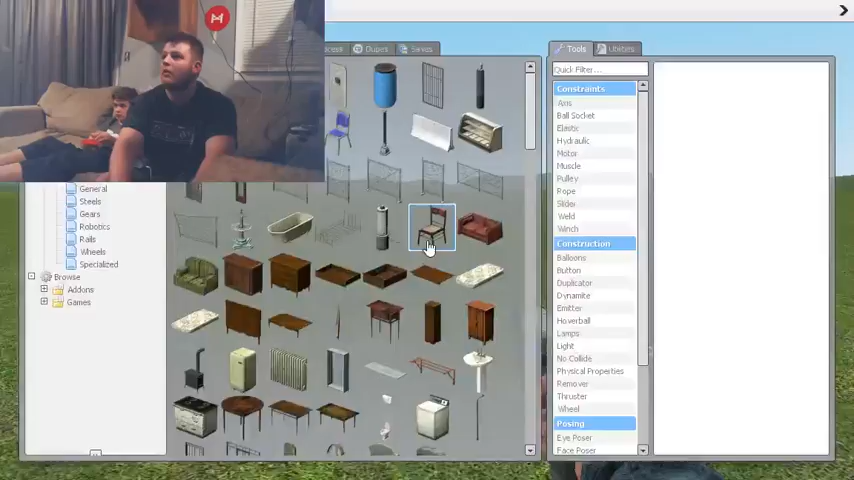 Dupes
Saves
Tools
Utilities
Quick Filter...
General
Steels
Gears
Robotics
Rails
Wheels
Specialized
Browse
Addons
Games
Constraints
Axis
Ball Socket
Elastic
Hydraulic
Motor
Muscle
Pulley
Rope
Slider
Weld
Winch
Construction
Balloons
Button
Duplicator
Dynamite
Emitter
Hoverball
Lamps
Light
No Collide
Physical Properties
Remover
Thruster
Wheel
Posing
Eye Poser
Face Poser